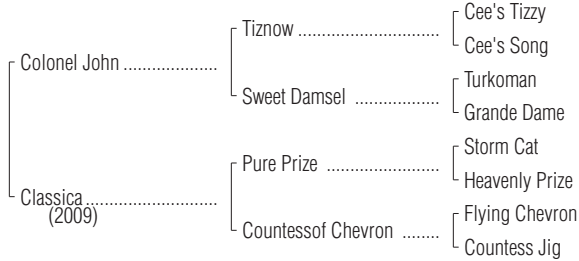 Cee's Tizzy
Tiznow ....................................
Cee's Song
Colonel John ....................
Turkoman
Sweet Damsel .....................
Grande Dame
Storm Cat
Pure Prize ............................
Heavenly Prize
Classica............................
(2009)
Flying Chevron
Countessof Chevron ........
Countess Jig